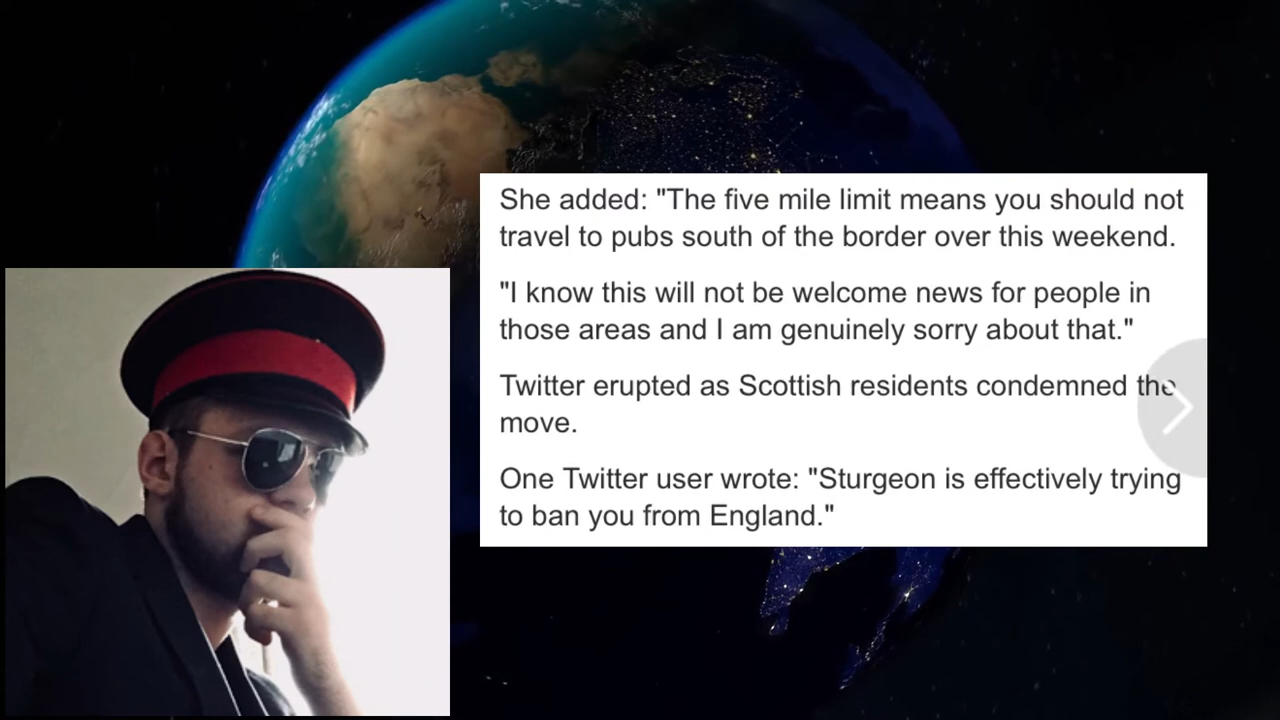 She added: "The five mile limit means you should not
travel to pubs south of the border over this weekend.
"I know this will not be welcome news for people in
those areas and I am genuinely sorry about that."
Twitter erupted as Scottish residents condemned the
move.
One Twitter user wrote: "Sturgeon is effectively trying
to ban you from England."